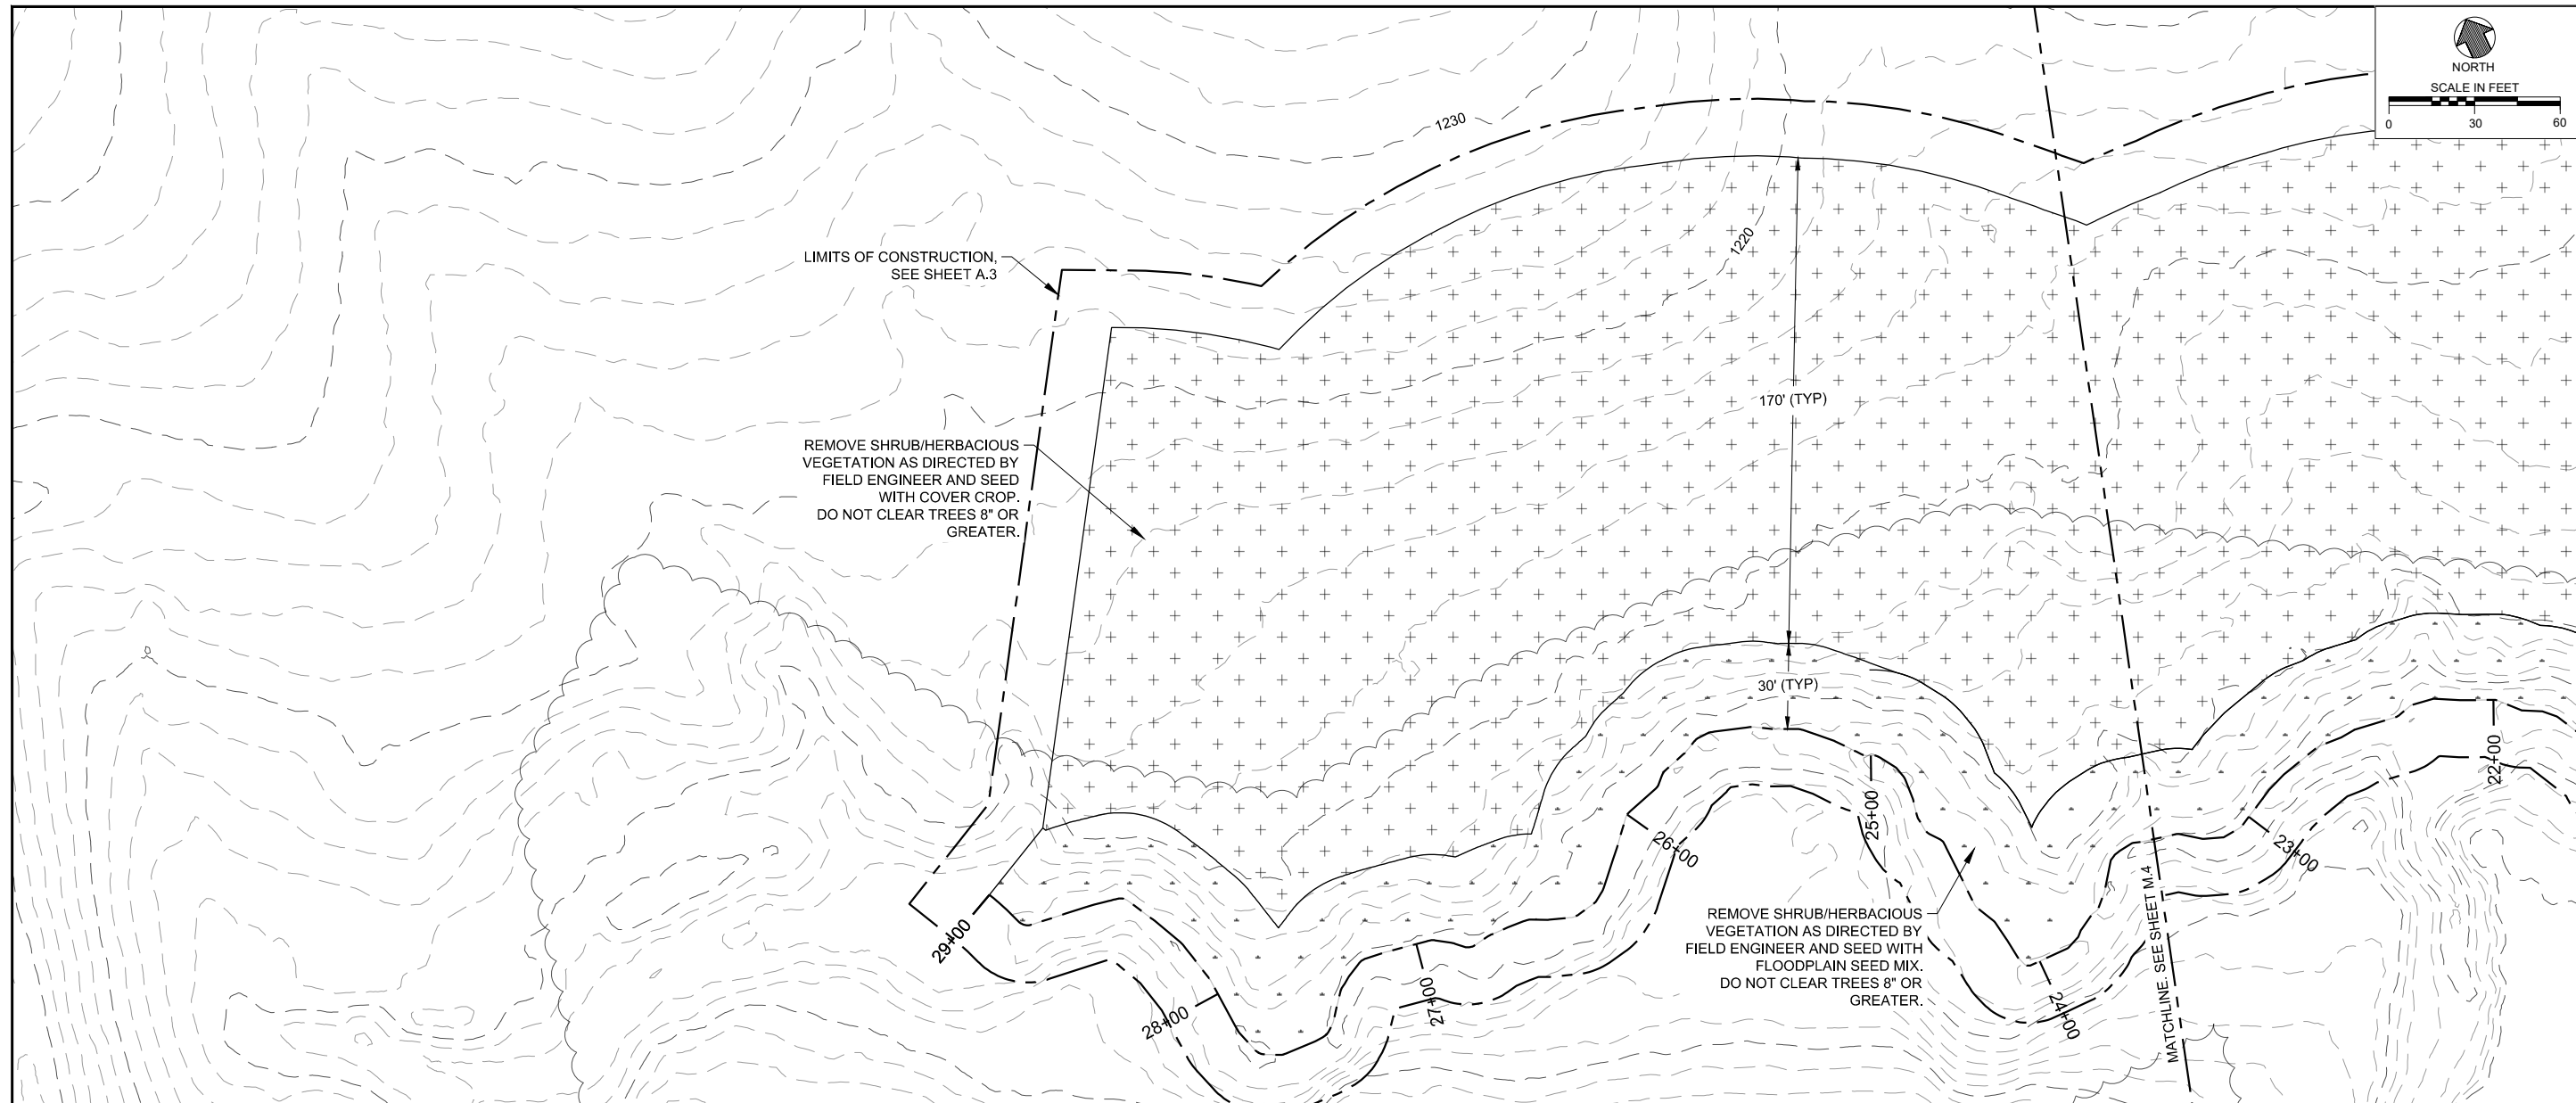 NORTH
SCALE IN FEET
0 30 60
1230
1220
LIMITS OF CONSTRUCTION,
SEE SHEET A.3
170' (TYP)
REMOVE SHRUB/HERBACIOUS
VEGETATION AS DIRECTED BY
FIELD ENGINEER AND SEED
WITH COVER CROP.
DO NOT CLEAR TREES 8" OR
GREATER.
30' (TYP)
22+00
25+00
26+00
23+00
REMOVE SHRUB/HERBACIOUS
VEGETATION AS DIRECTED BY
FIELD ENGINEER AND SEED WITH
FLOODPLAIN SEED MIX.
DO NOT CLEAR TREES 8" OR
GREATER.
29+00
28+00
27+00
24+00
MATCHLINE. SEE SHEET M.4